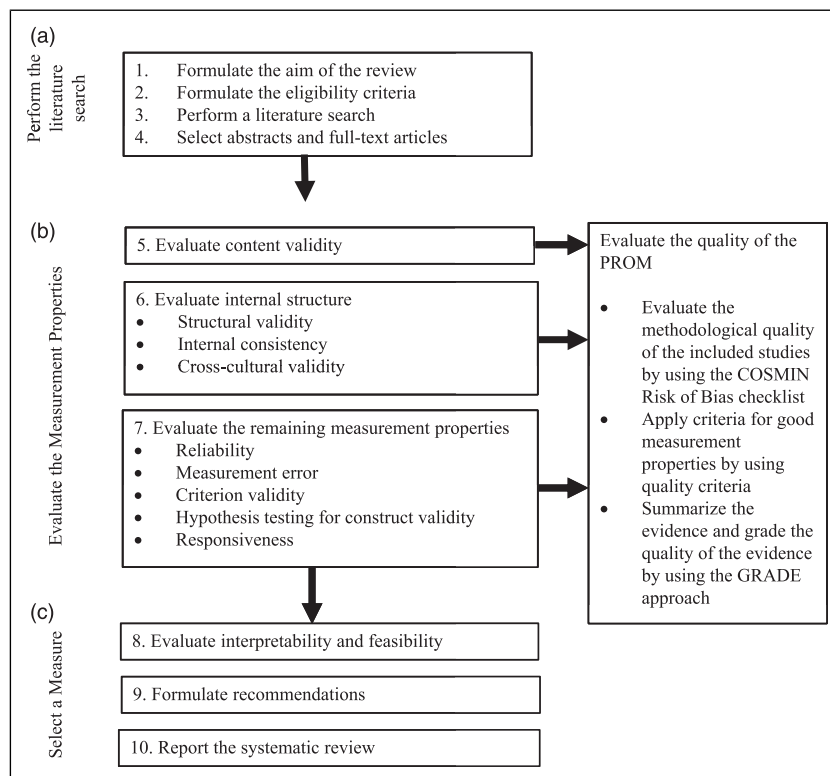 (a)
Perform the
literature
search
1. Formulate the aim of the review
2. Formulate the eligibility criteria
3. Perform a literature search
4. Select abstracts and full-text articles
(b)
Evaluate the Measurement Properties
5. Evaluate content validity
6. Evaluate internal structure
• Structural validity
• Internal consistency
• Cross-cultural validity
7. Evaluate the remaining measurement properties
• Reliability
• Measurement error
• Criterion validity
• Hypothesis testing for construct validity
• Responsiveness
Evaluate the quality of the
PROM
• Evaluate the
methodological quality
of the included studies
by using the COSMIN
Risk of Bias checklist
• Apply criteria for good
measurement
properties by using
quality criteria
• Summarize the
evidence and grade the
quality of the evidence
by using the GRADE
approach
(c)
Select a Measure
8. Evaluate interpretability and feasibility
9. Formulate recommendations
10. Report the systematic review